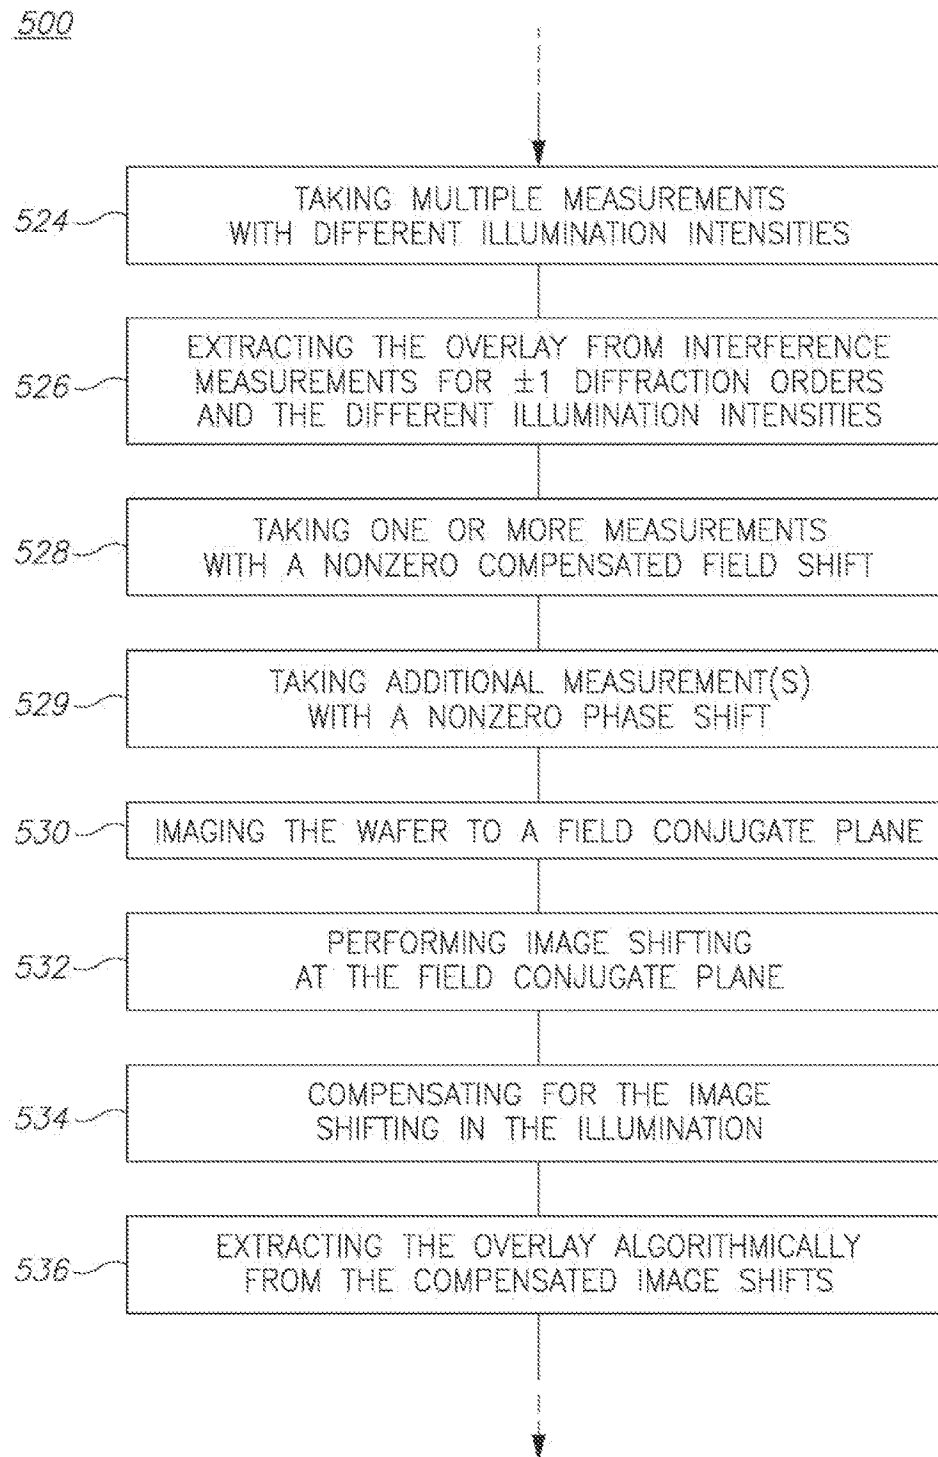 500
524
TAKING MULTIPLE MEASUREMENTS
WITH DIFFERENT ILLUMINATION INTENSITIES
526
EXTRACTING THE OVERLAY FROM INTERFERENCE
MEASUREMENTS FOR ±1 DIFFRACTION ORDERS
AND THE DIFFERENT ILLUMINATION INTENSITIES
528
TAKING ONE OR MORE MEASUREMENTS
WITH A NONZERO COMPENSATED FIELD SHIFT
529
TAKING ADDITIONAL MEASUREMENT(S)
WITH A NONZERO PHASE SHIFT
530
IMAGING THE WAFER TO A FIELD CONJUGATE PLANE
532
PERFORMING IMAGE SHIFTING
AT THE FIELD CONJUGATE PLANE
534
COMPENSATING FOR THE IMAGE
SHIFTING IN THE ILLUMINATION
536
EXTRACTING THE OVERLAY ALGORITHMICALLY
FROM THE COMPENSATED IMAGE SHIFTS